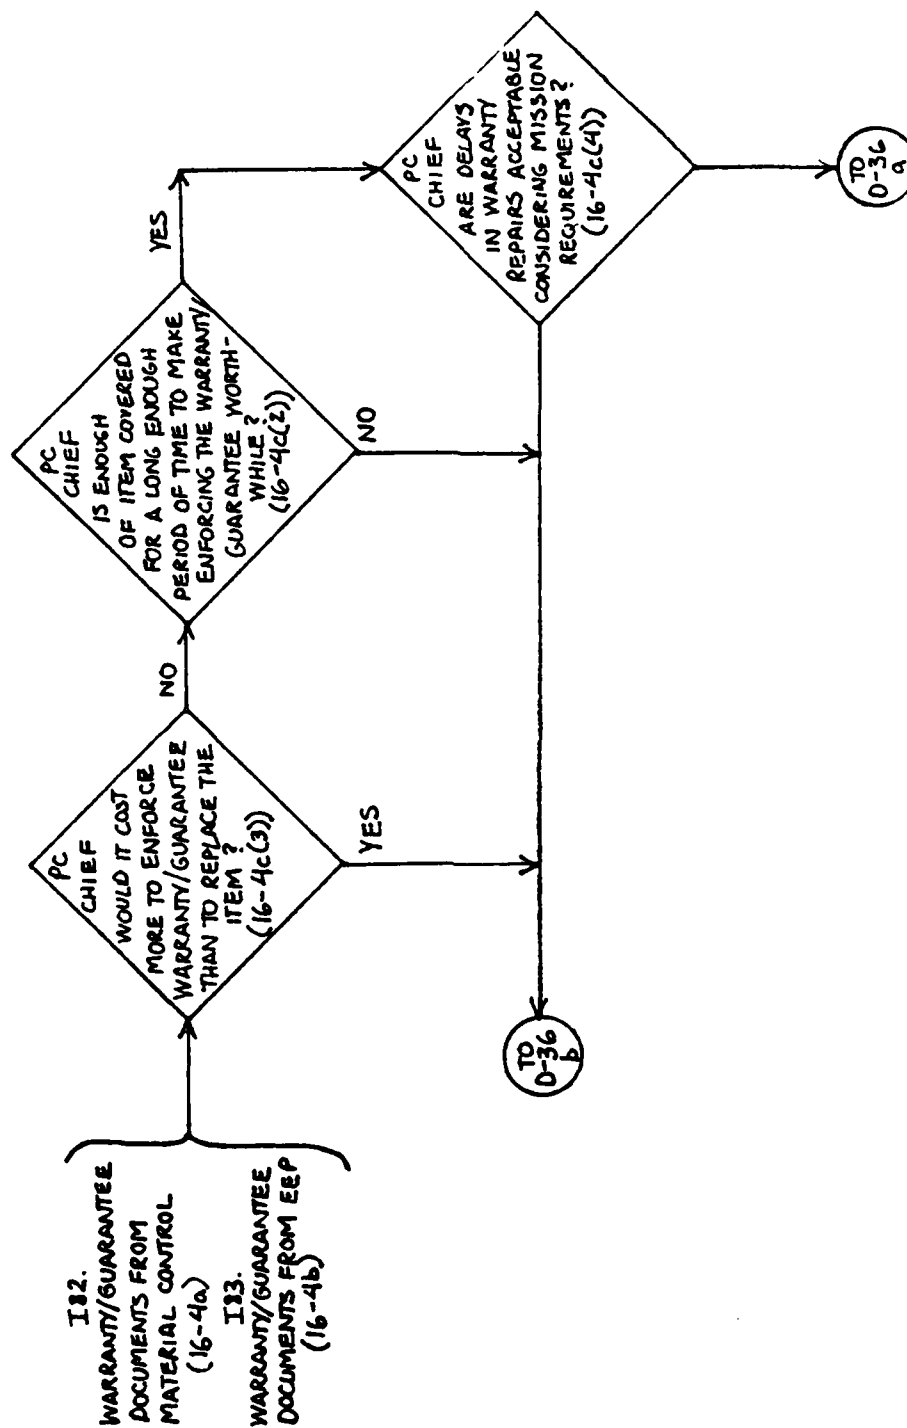 I82.
WARRANTY/GUARANTEE
DOCUMENTS FROM
MATERIAL CONTROL
(16-4a)
I83.
WARRANTY/GUARANTEE
DOCUMENTS FROM EEP
(16-4b)
PC
CHIEF
WOULD IT COST
MORE TO ENFORCE
WARRANTY/GUARANTEE
THAN TO REPLACE THE
ITEM?
(16-4c(3))
NO
YES
PC
CHIEF
IS ENOUGH
OF ITEM COVERED
FOR A LONG ENOUGH
PERIOD OF TIME TO MAKE
ENFORCING THE WARRANTY/
GUARANTEE WORTH-
WHILE?
(16-4c(2))
YES
NO
PC
CHIEF
ARE DELAYS
IN WARRANTY
REPAIRS ACCEPTABLE
CONSIDERING MISSION
REQUIREMENTS?
(16-4c(4))
TO
D-36
b
TO
D-36
a